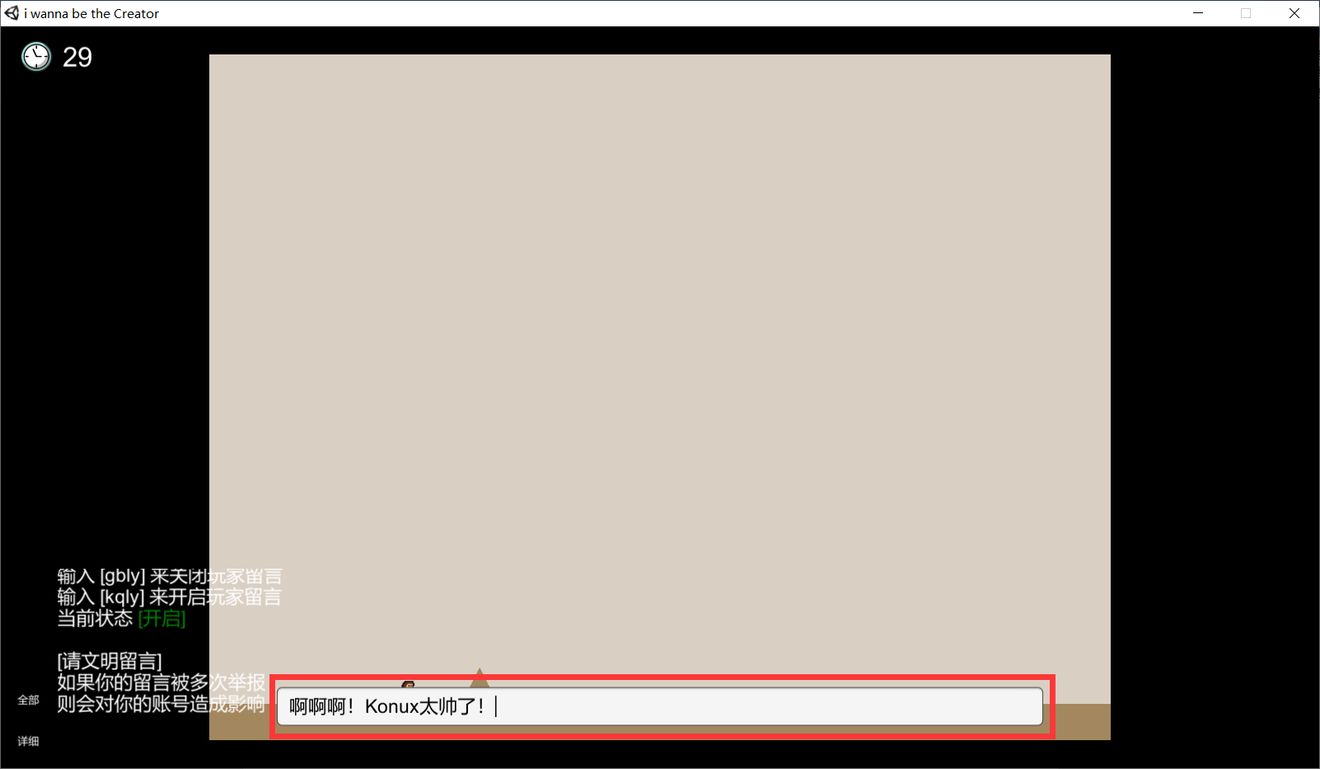 i wanna be the Creator
29
输入 [gbly] 来关闭玩家留言
输入 [kqly] 来开启玩家留言
当前状态 [开启]
[请文明留言]
如果你的留言被多次举报
则会对你的账号造成影响
全部
详细
啊啊啊！Konux太帅了！